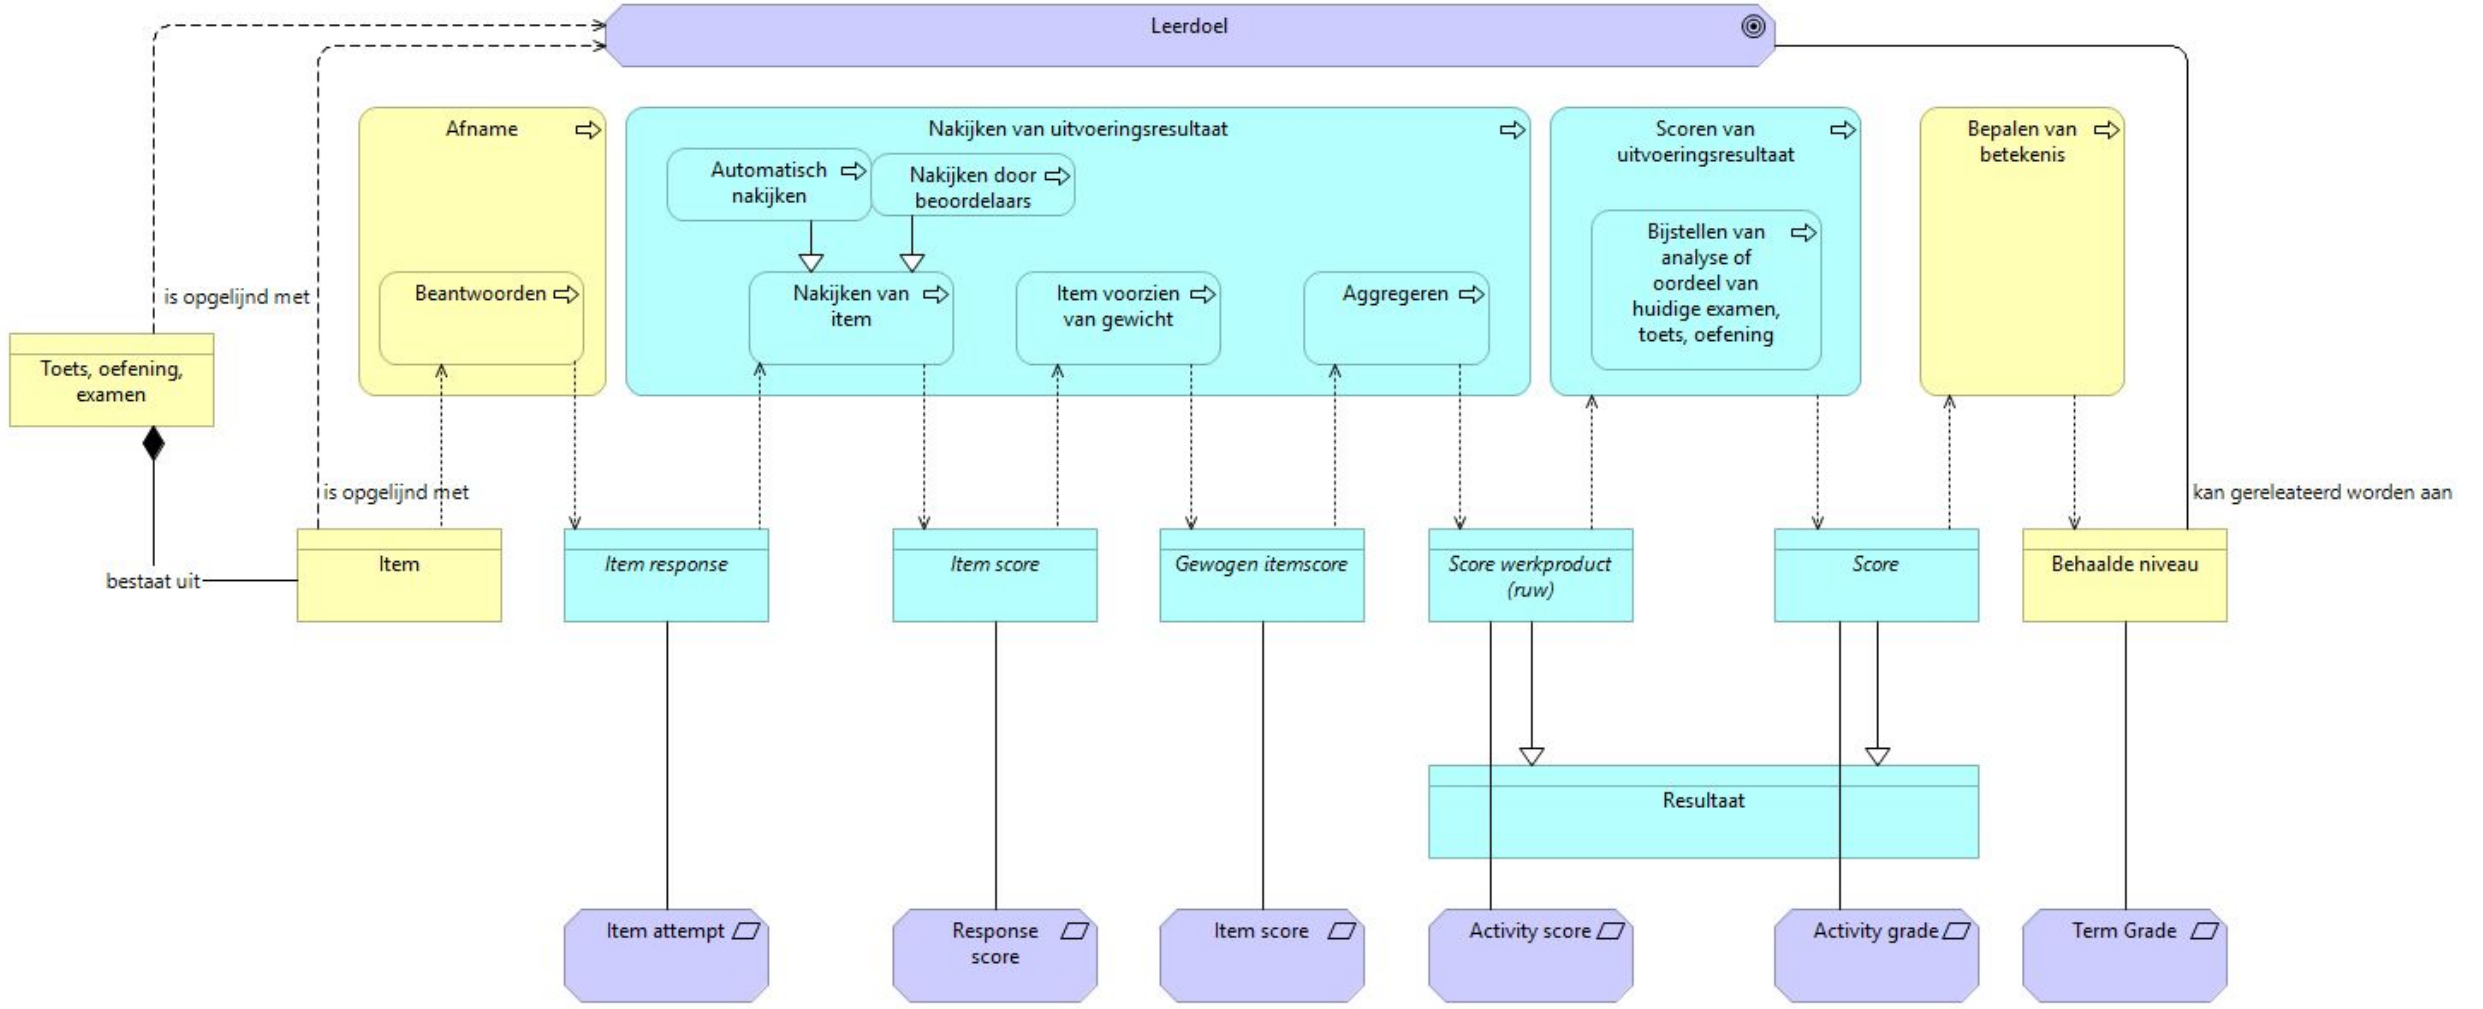 Leerdoel
Afname
Nakijken van uitvoeringsresultaat
Scoren van
uitvoeringsresultaat
Bepalen van
betekenis
Automatisch
nakijken
Nakijken door
beoordelaars
Bijstellen van
analyse of
oordeel van
huidige examen,
toets, oefening
Beantwoorden
Nakijken van
item
Item voorzien
van gewicht
Aggregeren
is opgelijnd met
Toets, oefening,
examen
is opgelijnd met
kan gereleateerd worden aan
bestaat uit
Item
Item response
Item score
Gewogen itemscore
Score werkproduct
(ruw)
Score
Behaalde niveau
Resultaat
Item attempt
Response
score
Item score
Activity score
Activity grade
Term Grade